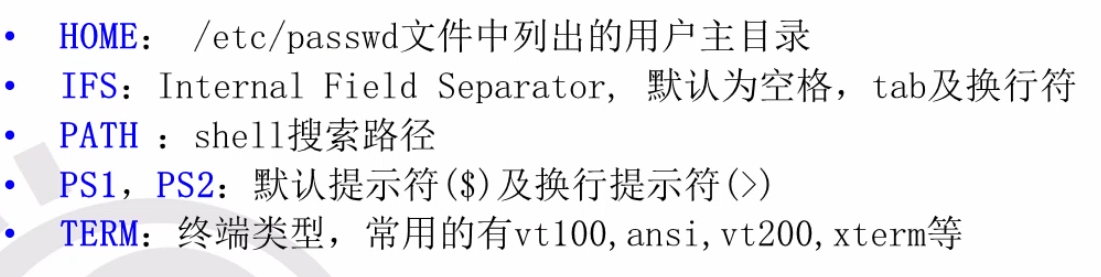 • HOME： /etc/passwd文件中列出的用户主目录
• IFS：Internal Field Separator, 默认为空格，tab及换行符
• PATH ：shell搜索路径
• PS1，PS2：默认提示符($)及换行提示符(>)
• TERM：终端类型，常用的有vt100,ansi,vt200,xterm等